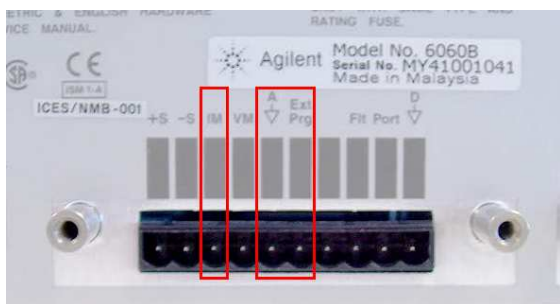 ETRIC & ENGLISH HARDWARE
VICE MANUAL.
RATING FUSE.
Agilent
Model No. 6060B
Serial No. MY41001041
Made in Malaysia
CE
ISM 1-A
ICES/NMB-001
+S -S IM VM A Ext Prg Flt Port D